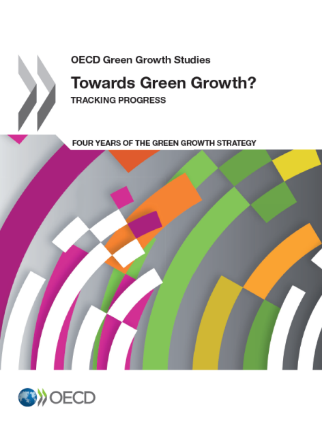 OECD Green Growth Studies
Towards Green Growth?
TRACKING PROGRESS
FOUR YEARS OF THE GREEN GROWTH STRATEGY
OECD